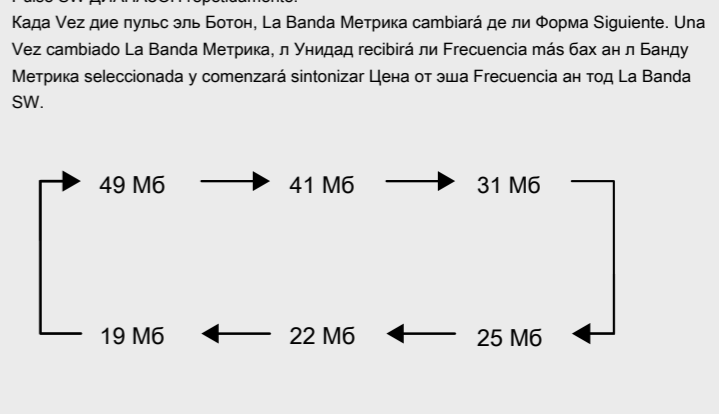 Када Vez дие пульс эль Ботон, La Banda Метрика cambiará де ли Форма Siguiente. Una
Vez cambiado La Banda Метрика, л Унидад recibirá ли Frecuencia más бах ан л Банду
Метрика seleccionada y comenzará sintonizar Цена от эша Frecuencia ан тод La Banda
SW.
49 Мб 41 Мб 31 Мб
19 Мб 22 Мб 25 Мб